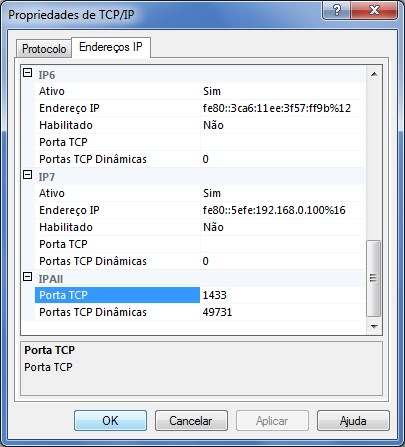 Propriedades de TCP/IP
Protocolo Endereços IP
IP6
Ativo Sim
Endereço IP fe80::3ca6:11ee:3f57:ff9b%12
Habilitado Não
Porta TCP
Portas TCP Dinâmicas 0
IP7
Ativo Sim
Endereço IP fe80::5efe:192.168.0.100%16
Habilitado Não
Porta TCP
Portas TCP Dinâmicas 0
IPAll
Porta TCP 1433
Portas TCP Dinâmicas 49731
Porta TCP
Porta TCP
OK Cancelar Aplicar Ajuda